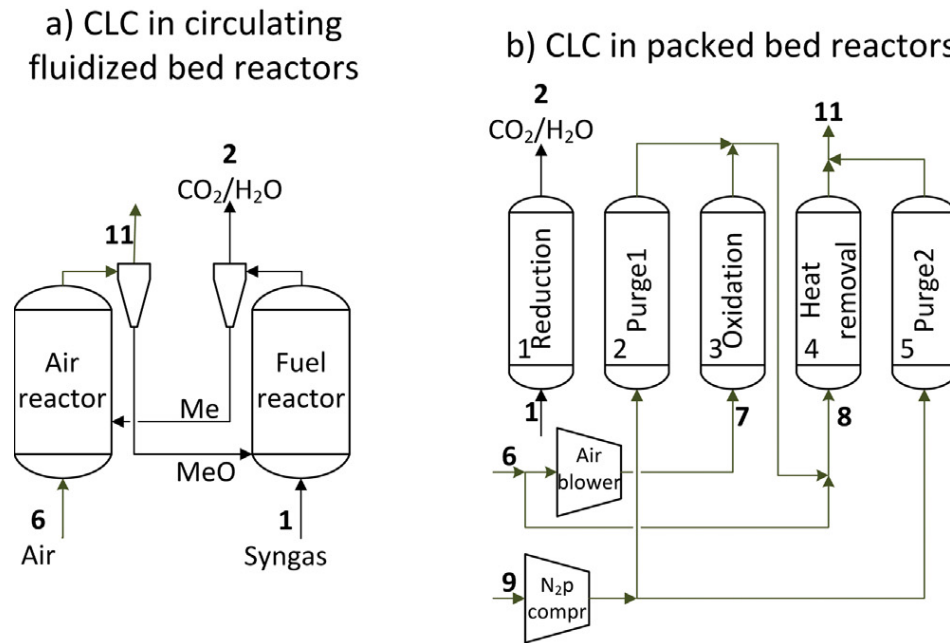 a) CLC in circulating
fluidized bed reactors
2
CO₂/H₂O
11
Air
reactor
Fuel
reactor
Me
MeO
6
Air
1
Syngas
b) CLC in packed bed reactors
2
CO₂/H₂O
11
Reduction
1
Purge1
2
Oxidation
3
Heat
removal
4
Purge2
5
1
7
8
6
Air
blower
9
N₂p
compr